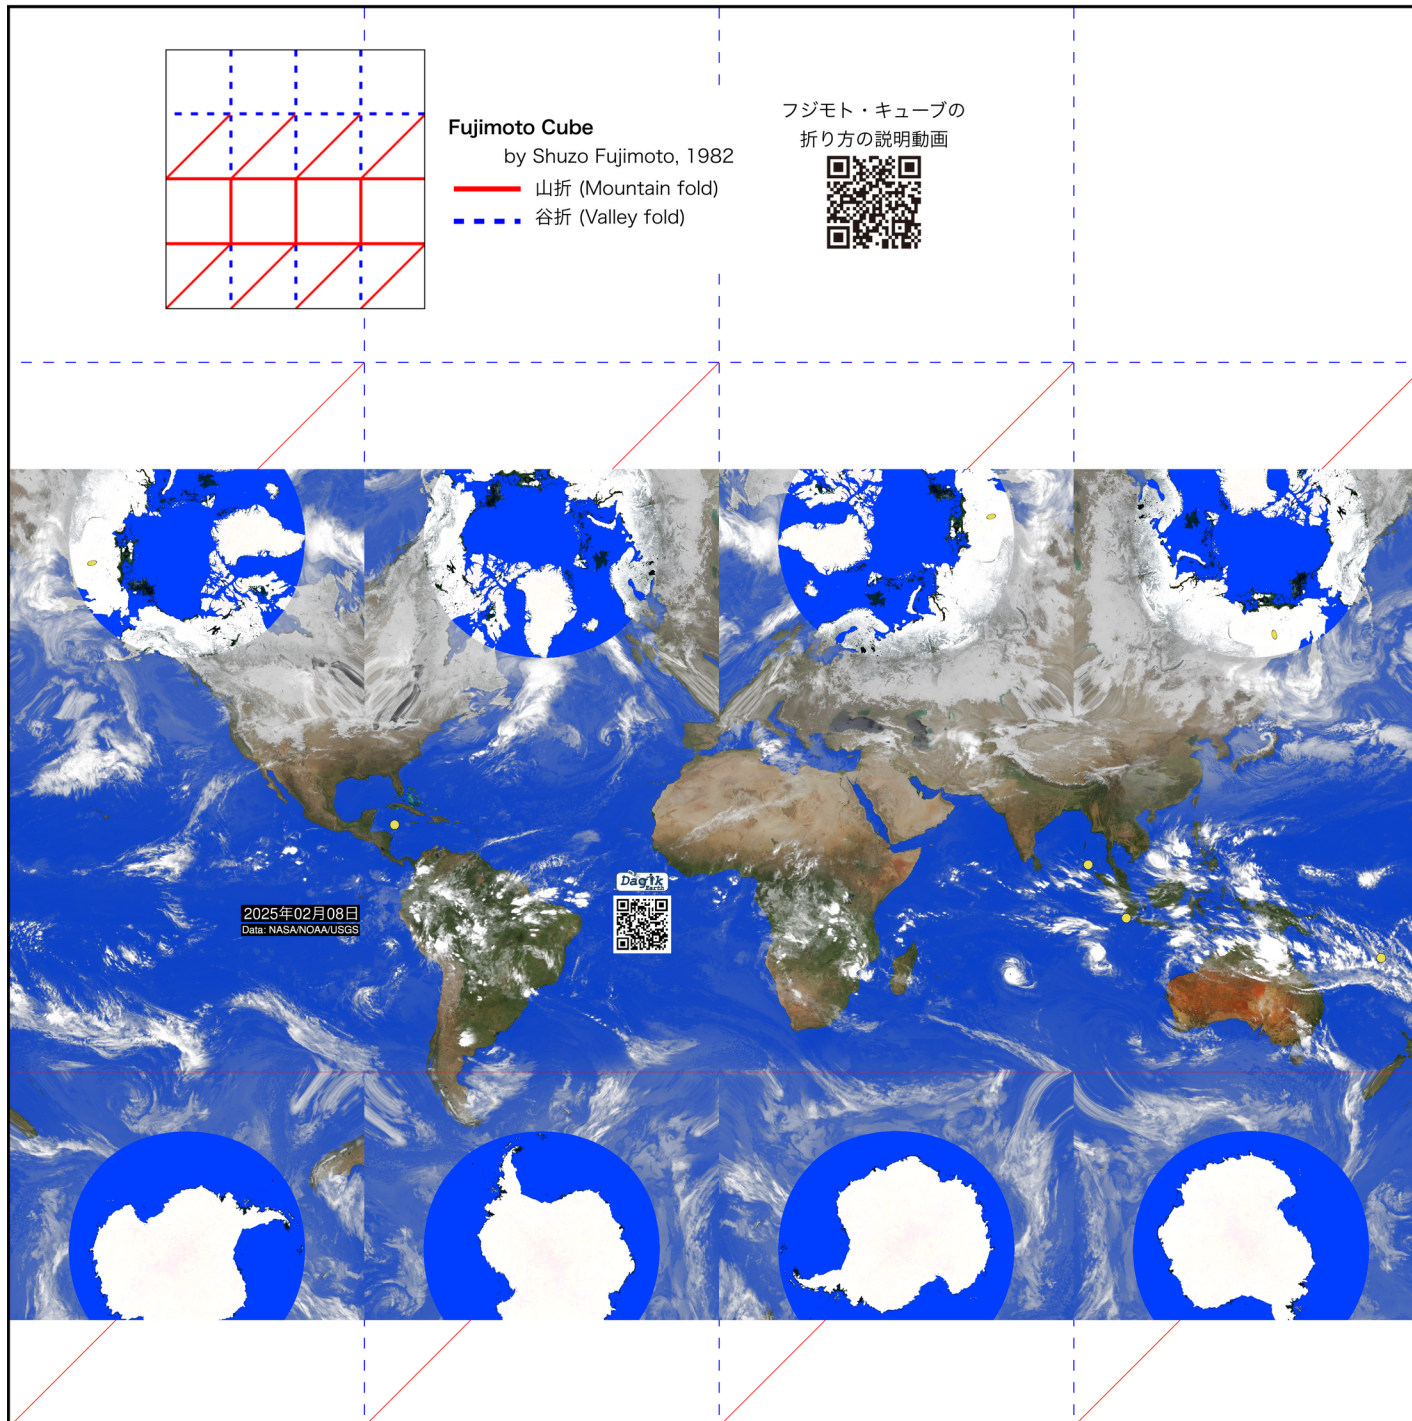 Fujimoto Cube
by Shuzo Fujimoto, 1982
山折 (Mountain fold)
谷折 (Valley fold)
フジモト・キューブの
折り方の説明動画
Dagik
Earth
2025年02月08日
Data: NASA/NOAA/USGS